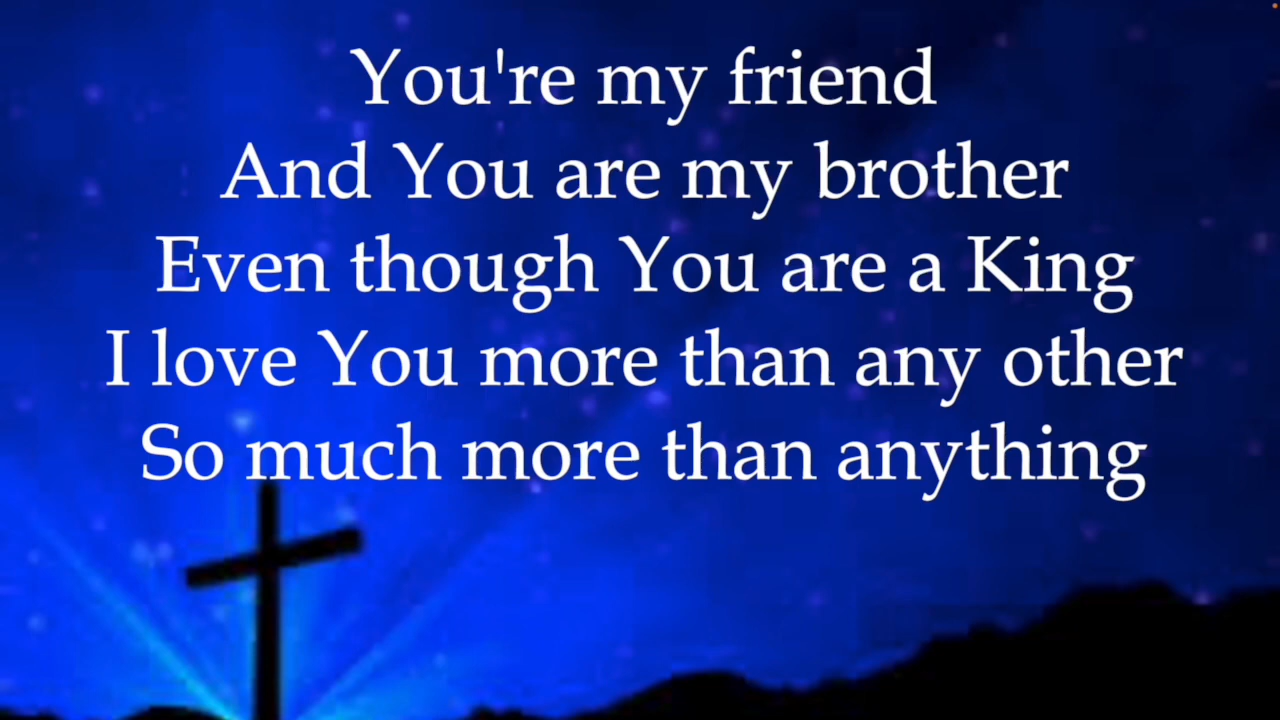 You're my friend
And You are my brother
Even though You are a King
I love You more than any other
So much more than anything